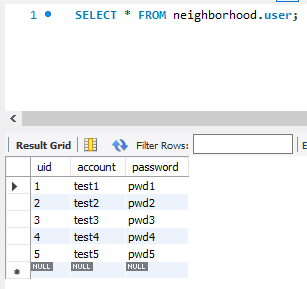 1 SELECT * FROM neighborhood.user;
Result Grid Filter Rows: E
uid account password
1 test1 pwd1
2 test2 pwd2
3 test3 pwd3
4 test4 pwd4
5 test5 pwd5
NULL NULL NULL